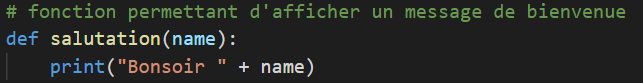 # fonction permettant d'afficher un message de bienvenue
def salutation(name):
    print("Bonsoir " + name)